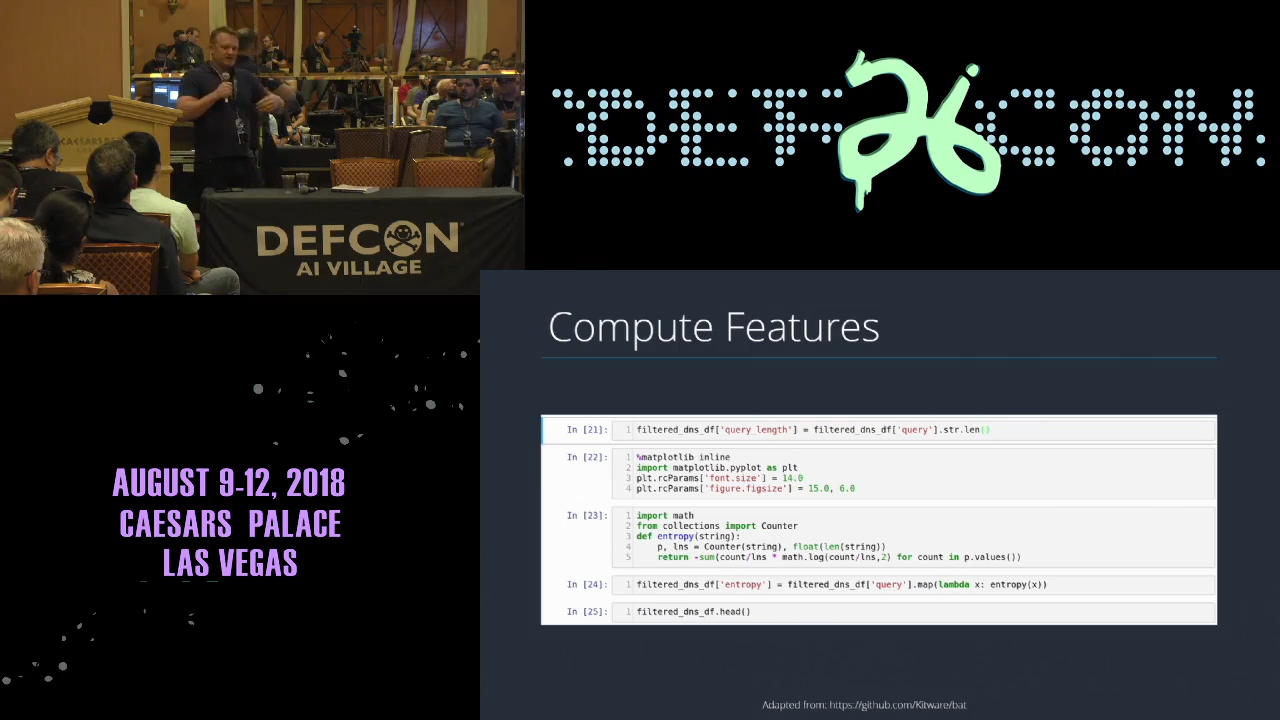 CAESARS
DEFCON
AI VILLAGE
DEFCON
26
AUGUST 9-12, 2018
CAESARS PALACE
LAS VEGAS
Compute Features
In [21]: 1 filtered_dns_df['query_length'] = filtered_dns_df['query'].str.len()
In [22]: 1 %matplotlib inline
2 import matplotlib.pyplot as plt
3 plt.rcParams['font.size'] = 14.0
4 plt.rcParams['figure.figsize'] = 15.0, 6.0
In [23]: 1 import math
2 from collections import Counter
3 def entropy(string):
4 p, lns = Counter(string), float(len(string))
5 return -sum(count/lns * math.log(count/lns,2) for count in p.values())
In [24]: 1 filtered_dns_df['entropy'] = filtered_dns_df['query'].map(lambda x: entropy(x))
In [25]: 1 filtered_dns_df.head()
Adapted from: https://github.com/Kitware/bat